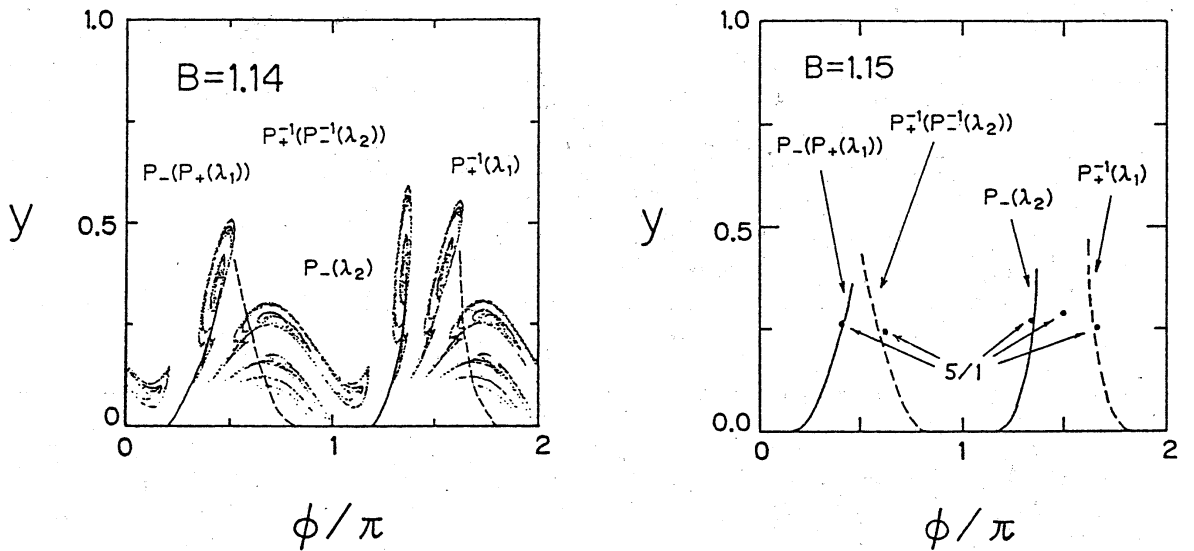 1.0
B=1.14
P₊⁻¹(P₋⁻¹(λ₂))
P₋(P₊(λ₁))
P₊⁻¹(λ₁)
y
0.5
P₋(λ₂)
0
0
1
2
φ/π
1.0
B=1.15
P₊⁻¹(P₋⁻¹(λ₂))
P₋(P₊(λ₁))
P₊⁻¹(λ₁)
P₋(λ₂)
y
0.5
5/1
0.0
0
1
2
φ/π